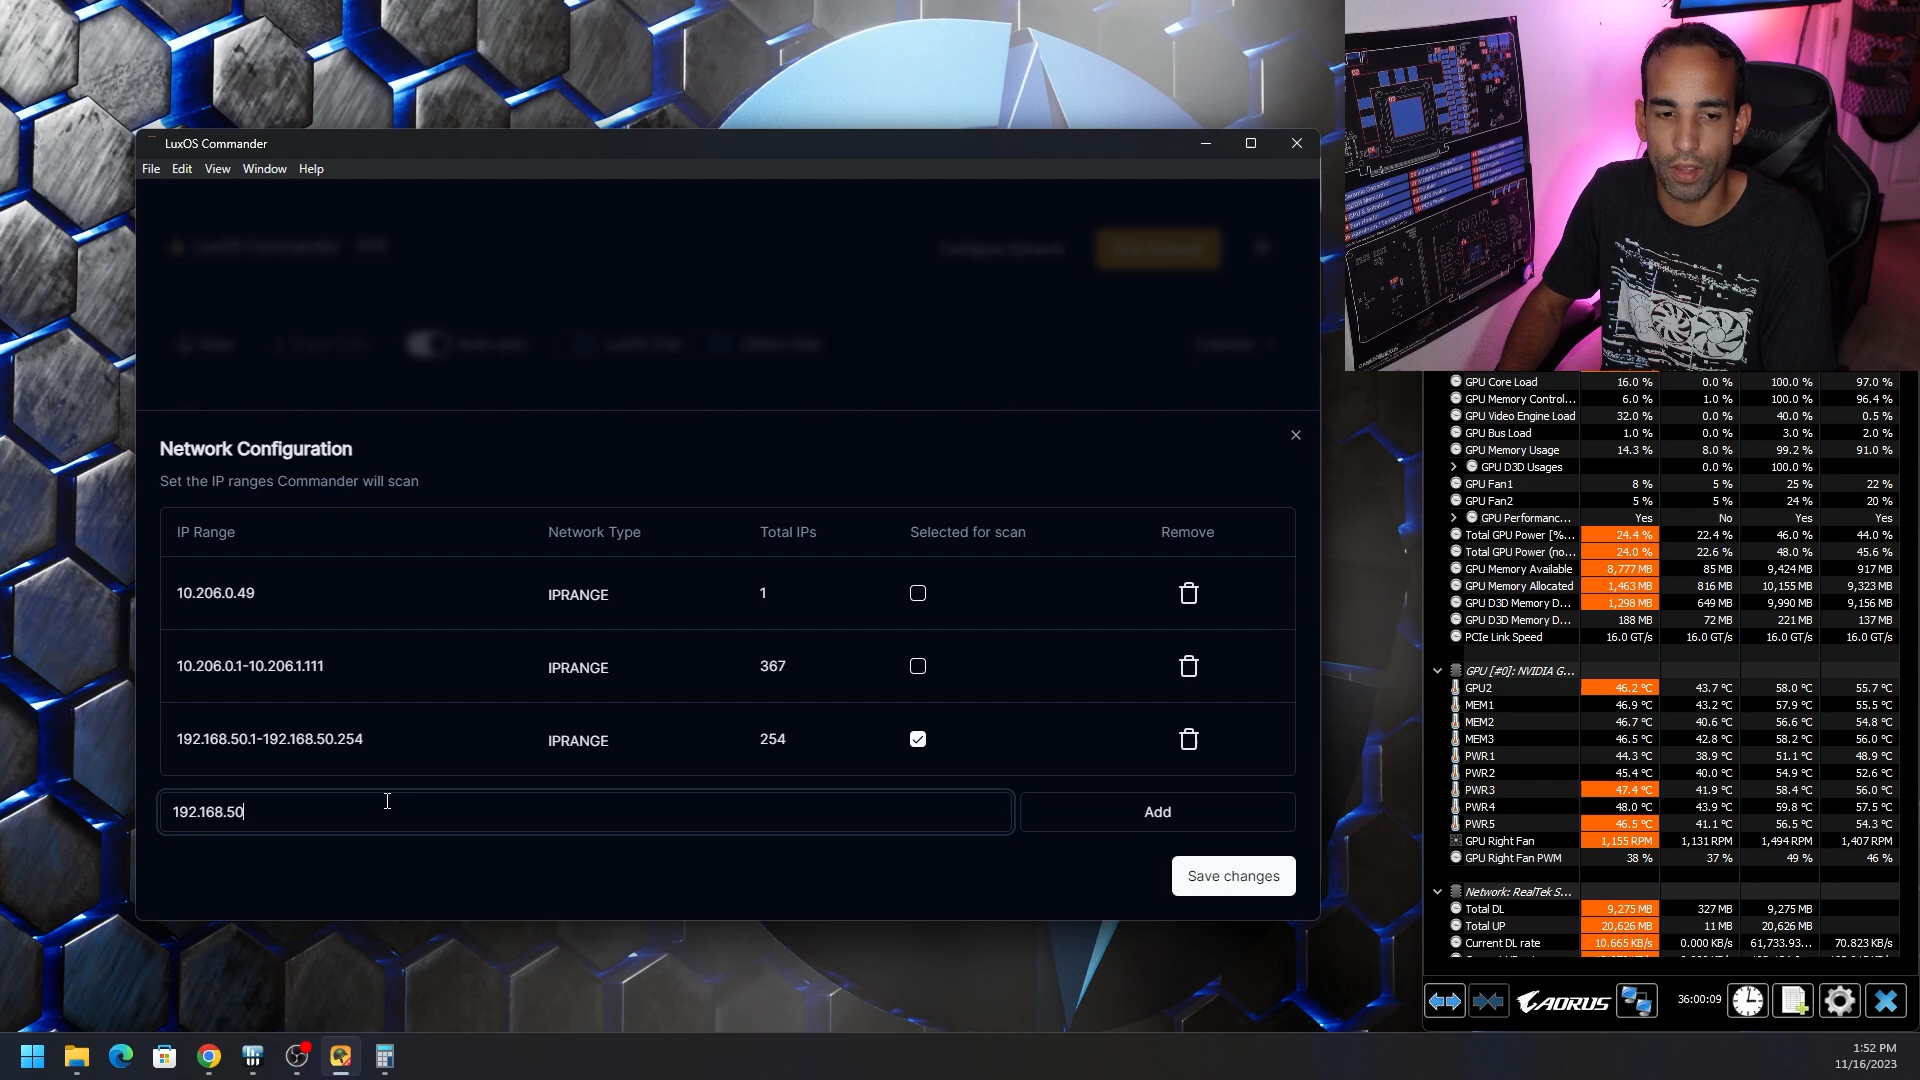 LuxOS Commander
File Edit View Window Help
LuxOS Commander
Configure Network
Network Configuration
Set the IP ranges Commander will scan
IP Range Network Type Total IPs Selected for scan Remove
10.206.0.49 IPRANGE 1
10.206.0.1-10.206.1.111 IPRANGE 367
192.168.50.1-192.168.50.254 IPRANGE 254
192.168.50 Add
Save changes
GPU Core Load 16.0 % 0.0 % 100.0 % 97.0 %
GPU Memory Control... 6.0 % 1.0 % 100.0 % 96.4 %
GPU Video Engine Load 32.0 % 0.0 % 40.0 % 0.5 %
GPU Bus Load 1.0 % 0.0 % 3.0 % 2.0 %
GPU Memory Usage 14.3 % 8.0 % 99.2 % 91.0 %
GPU D3D Usages 0.0 % 100.0 %
GPU Fan1 8 % 5 % 25 % 22 %
GPU Fan2 5 % 5 % 24 % 20 %
GPU Performanc... Yes No Yes Yes
Total GPU Power [%... 24.4 % 22.4 % 46.0 % 44.0 %
Total GPU Power (no... 24.0 % 22.6 % 48.0 % 45.6 %
GPU Memory Available 8,777 MB 85 MB 9,424 MB 917 MB
GPU Memory Allocated 1,463 MB 816 MB 10,155 MB 9,323 MB
GPU D3D Memory D... 1,298 MB 649 MB 9,990 MB 9,156 MB
GPU D3D Memory D... 188 MB 72 MB 221 MB 137 MB
PCIe Link Speed 16.0 GT/s 16.0 GT/s 16.0 GT/s 16.0 GT/s
GPU [#0]: NVIDIA G...
GPU2 46.2 °C 43.7 °C 58.0 °C 55.7 °C
MEM1 46.9 °C 43.2 °C 57.9 °C 55.5 °C
MEM2 46.7 °C 40.6 °C 56.6 °C 54.8 °C
MEM3 46.5 °C 42.8 °C 58.2 °C 56.0 °C
PWR1 44.3 °C 38.9 °C 51.1 °C 48.9 °C
PWR2 45.4 °C 40.0 °C 54.9 °C 52.6 °C
PWR3 47.4 °C 41.9 °C 58.4 °C 56.0 °C
PWR4 48.0 °C 43.9 °C 59.8 °C 57.5 °C
PWR5 46.5 °C 41.1 °C 56.5 °C 54.3 °C
GPU Right Fan 1,155 RPM 1,131 RPM 1,494 RPM 1,407 RPM
GPU Right Fan PWM 38 % 37 % 49 % 46 %
Network: RealTek S...
Total DL 9,275 MB 327 MB 9,275 MB
Total UP 20,626 MB 11 MB 20,626 MB
Current DL rate 10.665 KB/s 0.000 KB/s 61,733.93... 70.823 KB/s
AORUS 36:00:09
1:52 PM
11/16/2023